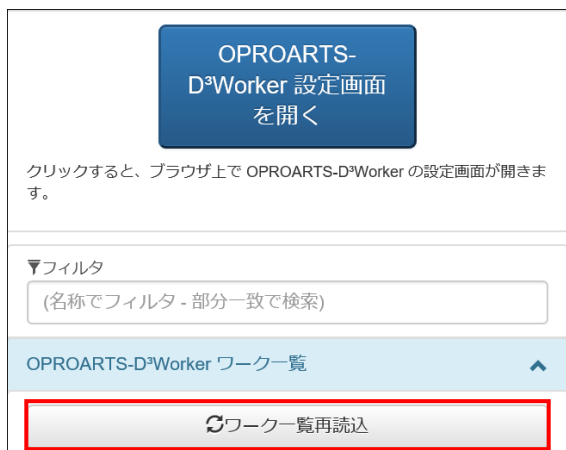 OPROARTS-
D³Worker 設定画面
を開く
クリックすると、ブラウザ上で OPROARTS-D³Worker の設定画面が開きま
す。
フィルタ
(名称でフィルタ - 部分一致で検索)
OPROARTS-D³Worker ワーク一覧
ワーク一覧再読込